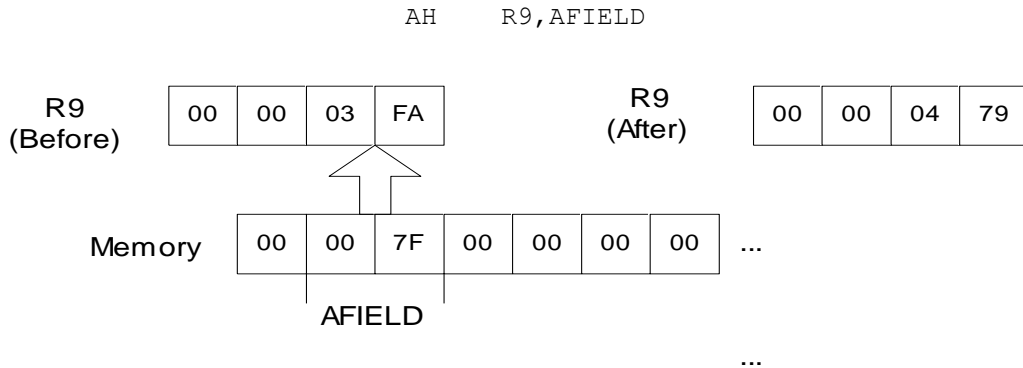 AH R9,AFIELD
R9
(Before)
00 00 03 FA
R9
(After)
00 00 04 79
Memory
00 00 7F 00 00 00 00 ...
AFIELD
...